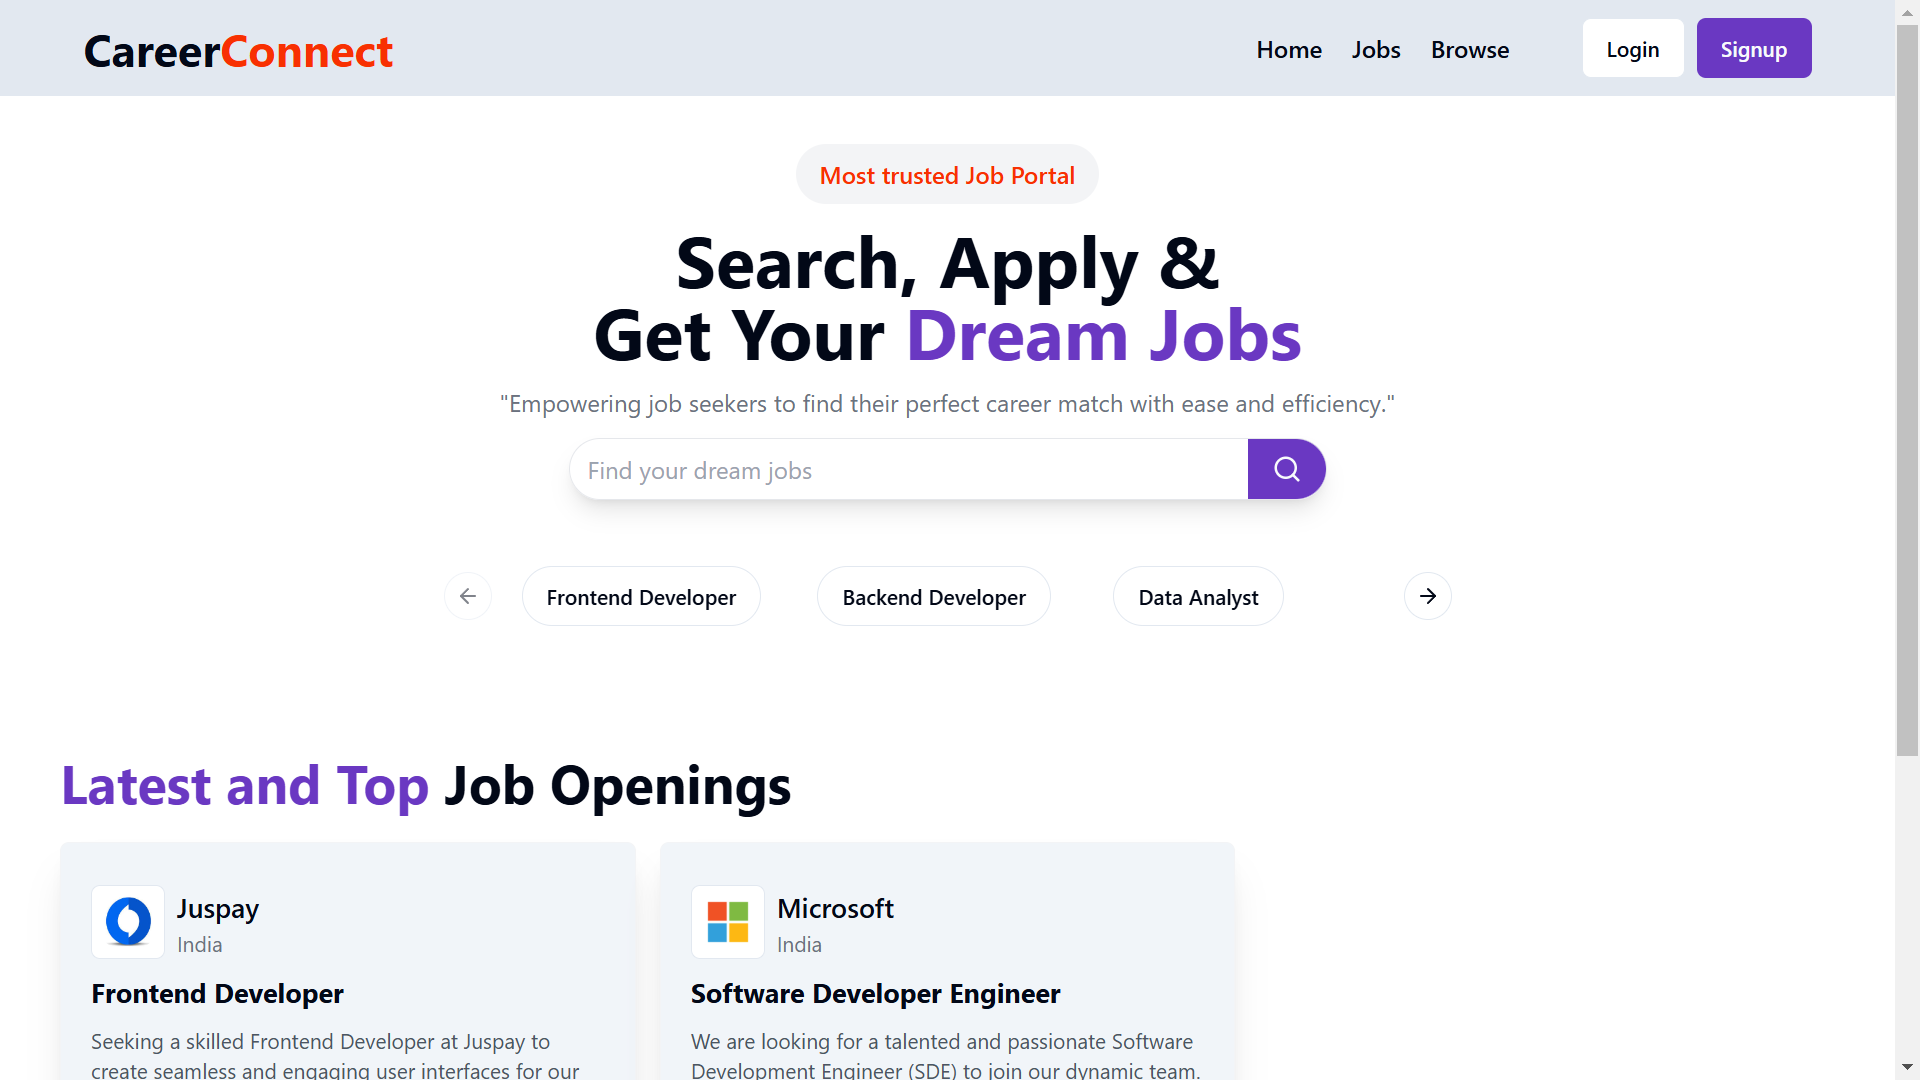 CareerConnect
Home Jobs Browse Login Signup
Most trusted Job Portal
Search, Apply &
Get Your Dream Jobs
"Empowering job seekers to find their perfect career match with ease and efficiency."
Find your dream jobs
Frontend Developer Backend Developer Data Analyst
Latest and Top Job Openings
Juspay
India
Frontend Developer
Seeking a skilled Frontend Developer at Juspay to
create seamless and engaging user interfaces for our
Microsoft
India
Software Developer Engineer
We are looking for a talented and passionate Software
Development Engineer (SDE) to join our dynamic team.